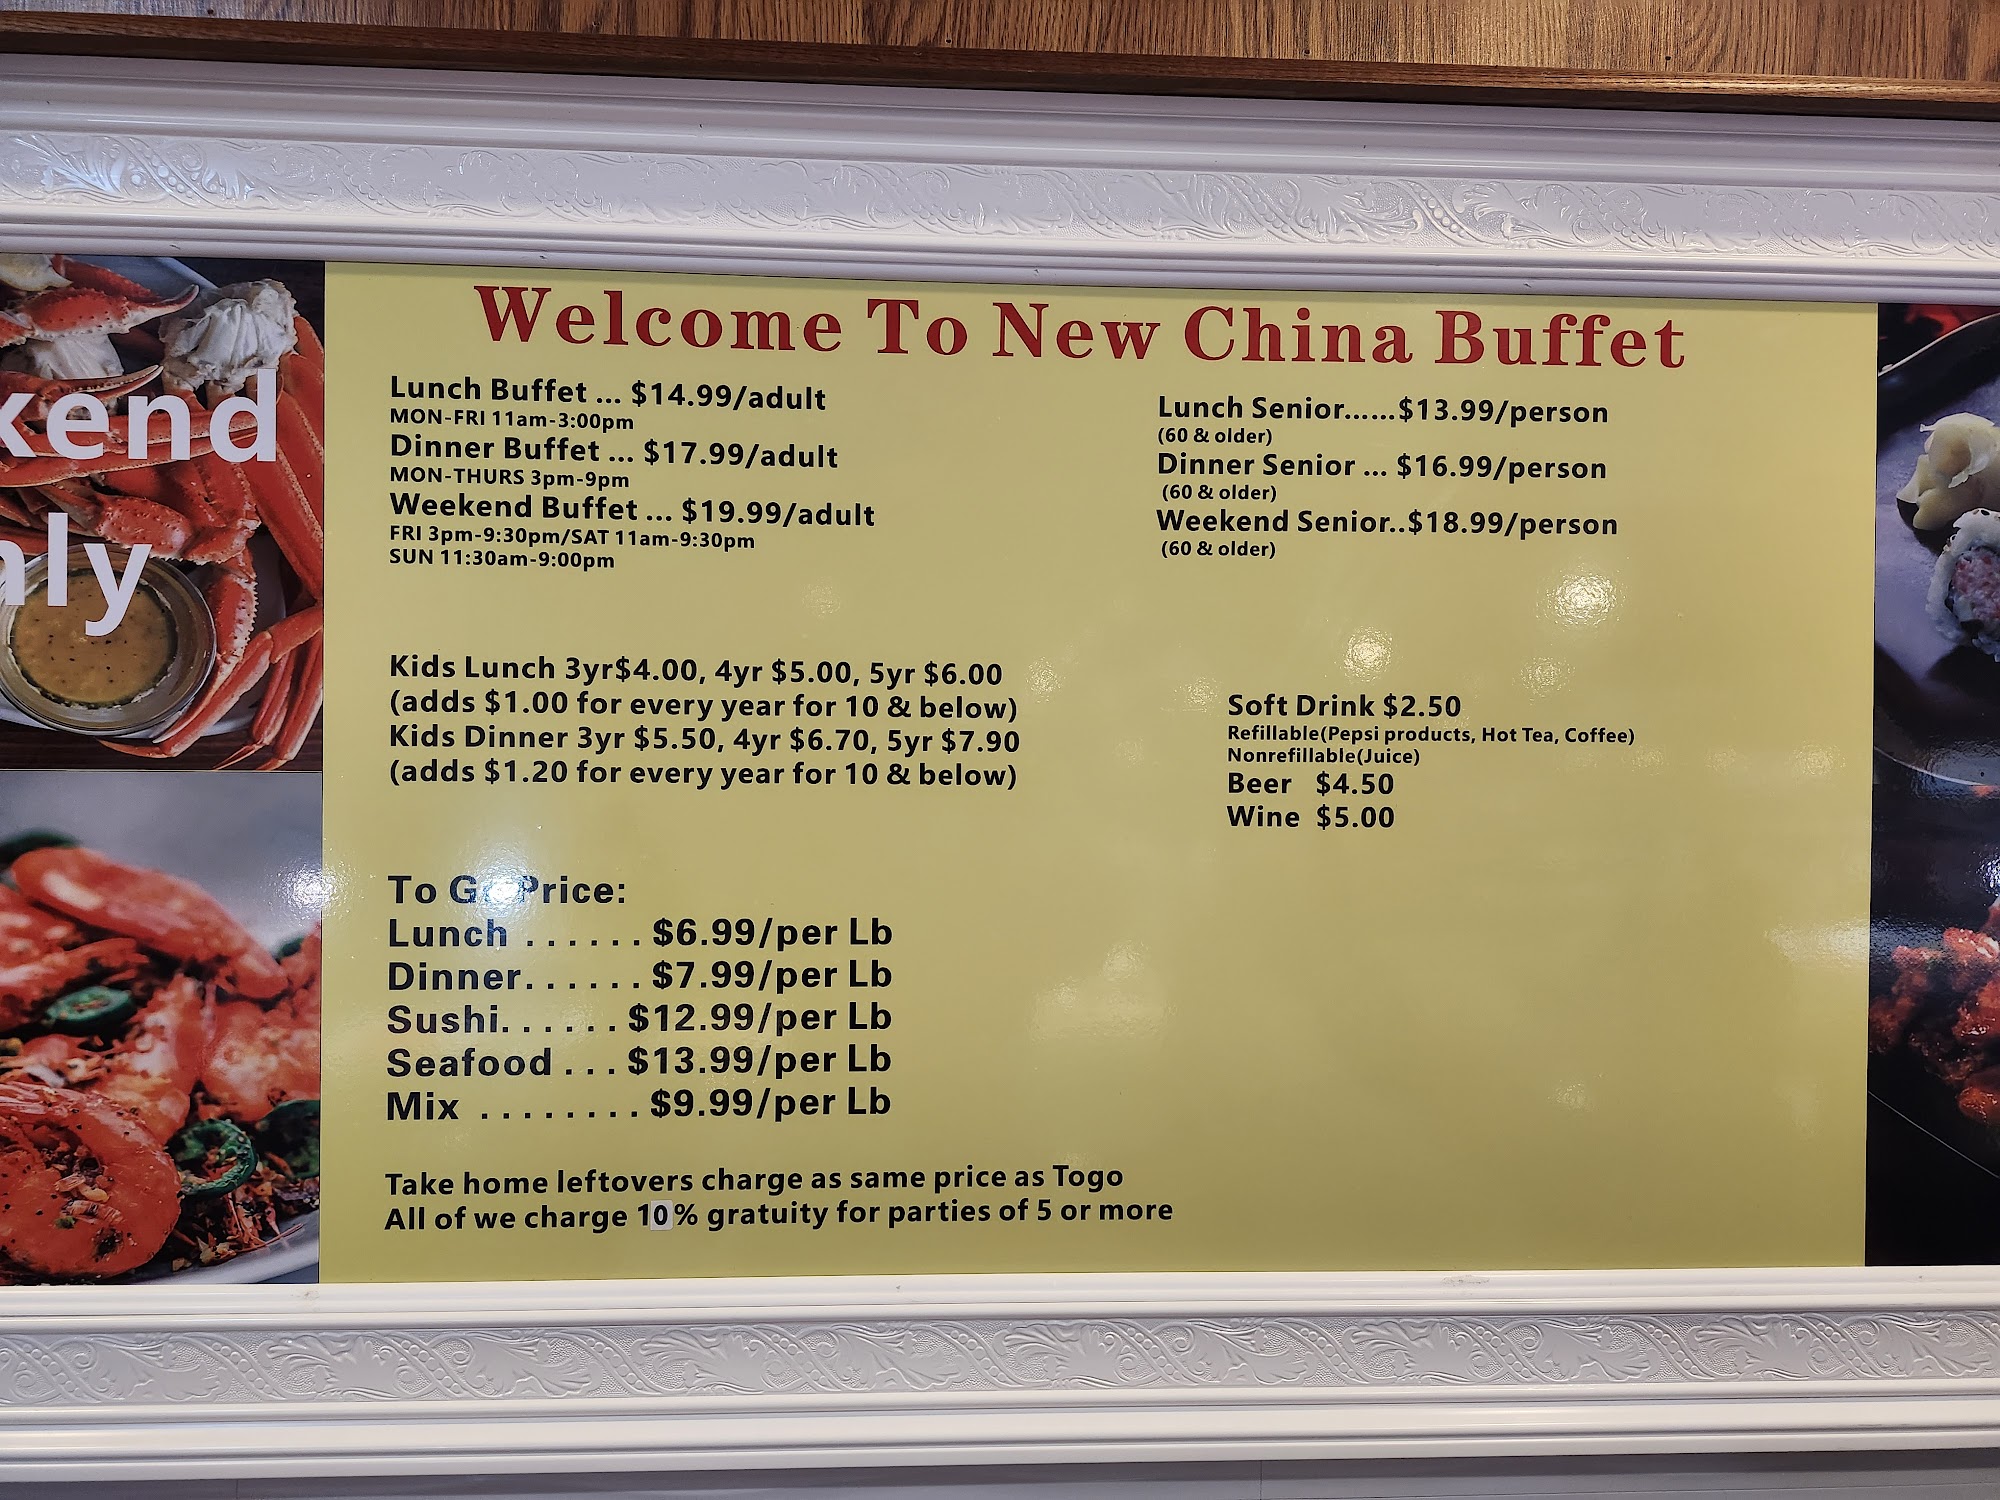 Welcome To New China Buffet
Lunch Buffet ... $14.99/adult
MON-FRI 11am-3:00pm
Dinner Buffet ... $17.99/adult
MON-THURS 3pm-9pm
Weekend Buffet ... $19.99/adult
FRI 3pm-9:30pm/SAT 11am-9:30pm
SUN 11:30am-9:00pm
Lunch Senior......$13.99/person
(60 & older)
Dinner Senior ... $16.99/person
(60 & older)
Weekend Senior..$18.99/person
(60 & older)
Kids Lunch 3yr$4.00, 4yr $5.00, 5yr $6.00
(adds $1.00 for every year for 10 & below)
Kids Dinner 3yr $5.50, 4yr $6.70, 5yr $7.90
(adds $1.20 for every year for 10 & below)
Soft Drink $2.50
Refillable(Pepsi products, Hot Tea, Coffee)
Nonrefillable(Juice)
Beer $4.50
Wine $5.00
To Go Price:
Lunch ...... $6.99/per Lb
Dinner...... $7.99/per Lb
Sushi...... $12.99/per Lb
Seafood ... $13.99/per Lb
Mix ........ $9.99/per Lb
Take home leftovers charge as same price as Togo
All of we charge 10% gratuity for parties of 5 or more